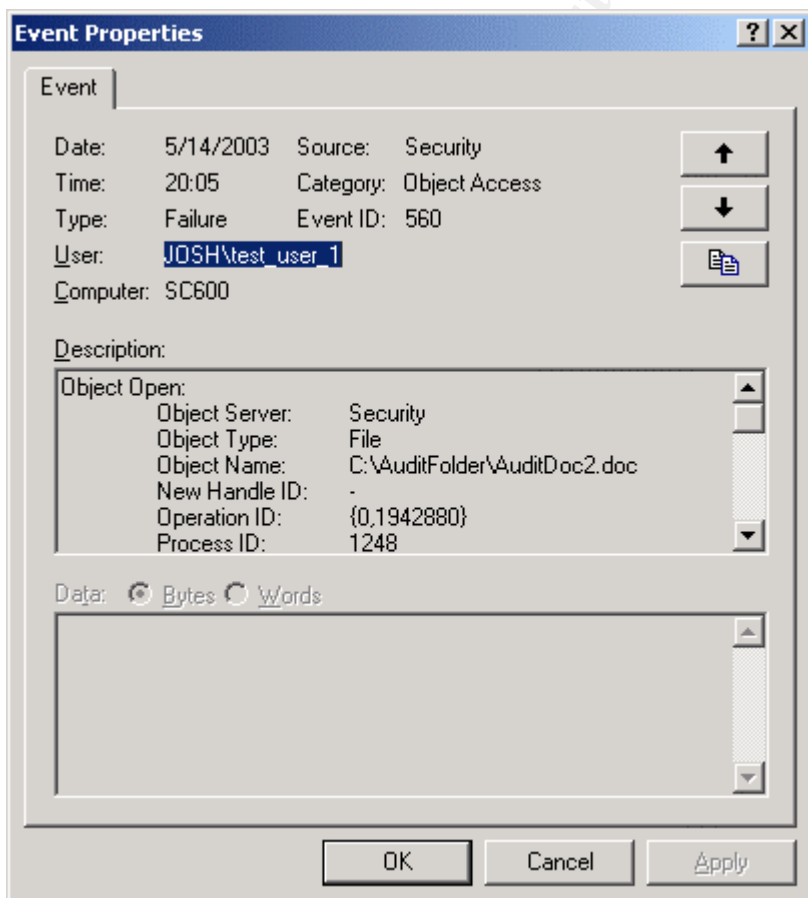 Event Properties
Event
Date: 5/14/2003 Source: Security
Time: 20:05 Category: Object Access
Type: Failure Event ID: 560
User: JOSH\test_user_1
Computer: SC600
Description:
Object Open:
Object Server: Security
Object Type: File
Object Name: C:\AuditFolder\AuditDoc2.doc
New Handle ID: -
Operation ID: {0,1942880}
Process ID: 1248
Data: Bytes Words
OK Cancel Apply